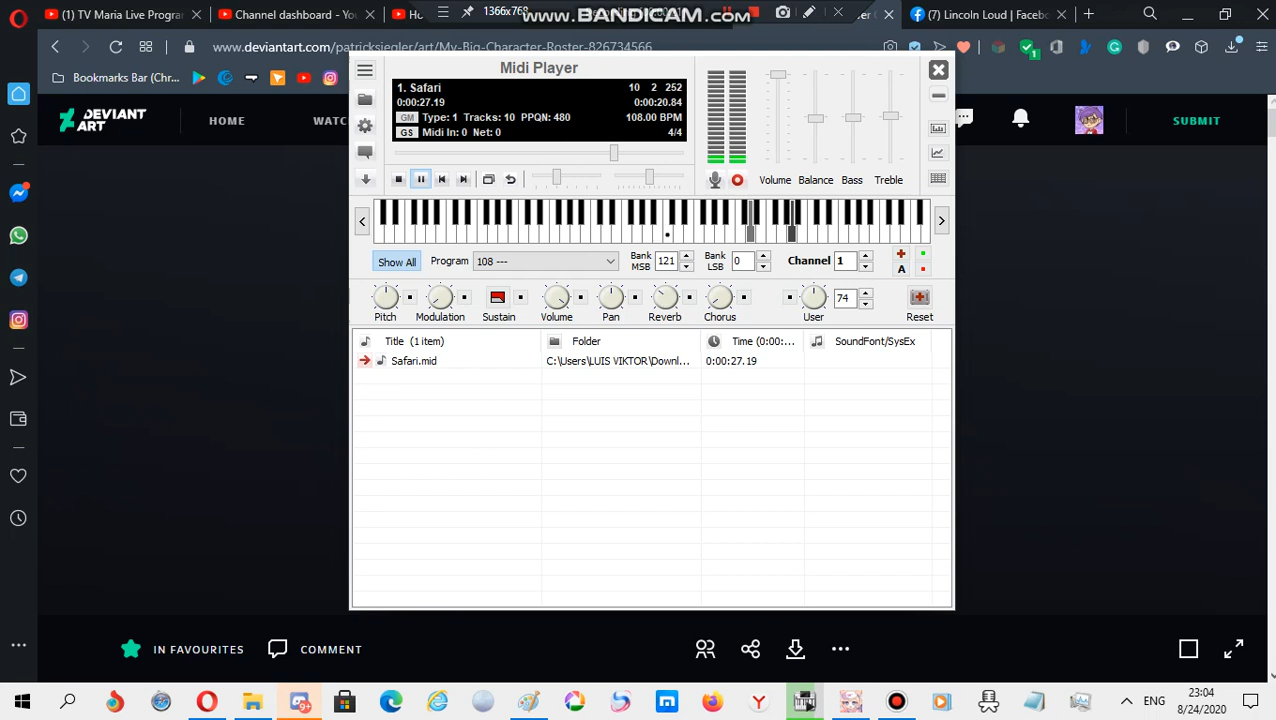 (1) TV Maria Live Progra
Channel dashboard - Yo
Ho
1366x768
WWW.BANDICAM.COM
er
(7) Lincoln Loud | Facebo
www.deviantart.com/patricksiegler/art/My-Big-Character-Roster-826734566
Bookmarks Bar (Chr...
DEVIANT ART
HOME
WATC
SUBMIT
Midi Player
1. Safari
10 2 252
0:00:27.19
0:00:20.84
GM Type: 1 Tracks: 10 PPQN: 480
108.00 BPM
GS Midi In: 0 Net: 0
4/4
Volume Balance Bass Treble
Show All
Program
108 ---
Bank MSB
121
Bank LSB
0
Channel
1
A
Pitch Modulation Sustain Volume Pan Reverb Chorus User
74
Reset
Title (1 item)
Folder
Time (0:00:...
SoundFont/SysEx
Safari.mid
C:\Users\LUIS VIKTOR\Downl...
0:00:27.19
IN FAVOURITES
COMMENT
9+
ENG
23:04
8/24/2020